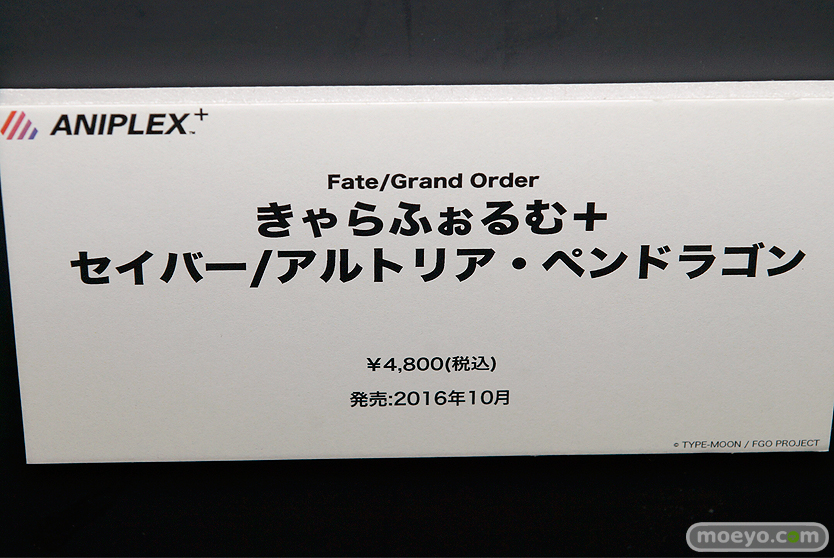 ANIPLEX+™
Fate/Grand Order
きゃらふぉるむ＋
セイバー/アルトリア・ペンドラゴン
¥4,800(税込)
発売:2016年10月
© TYPE-MOON / FGO PROJECT
moeyo.com